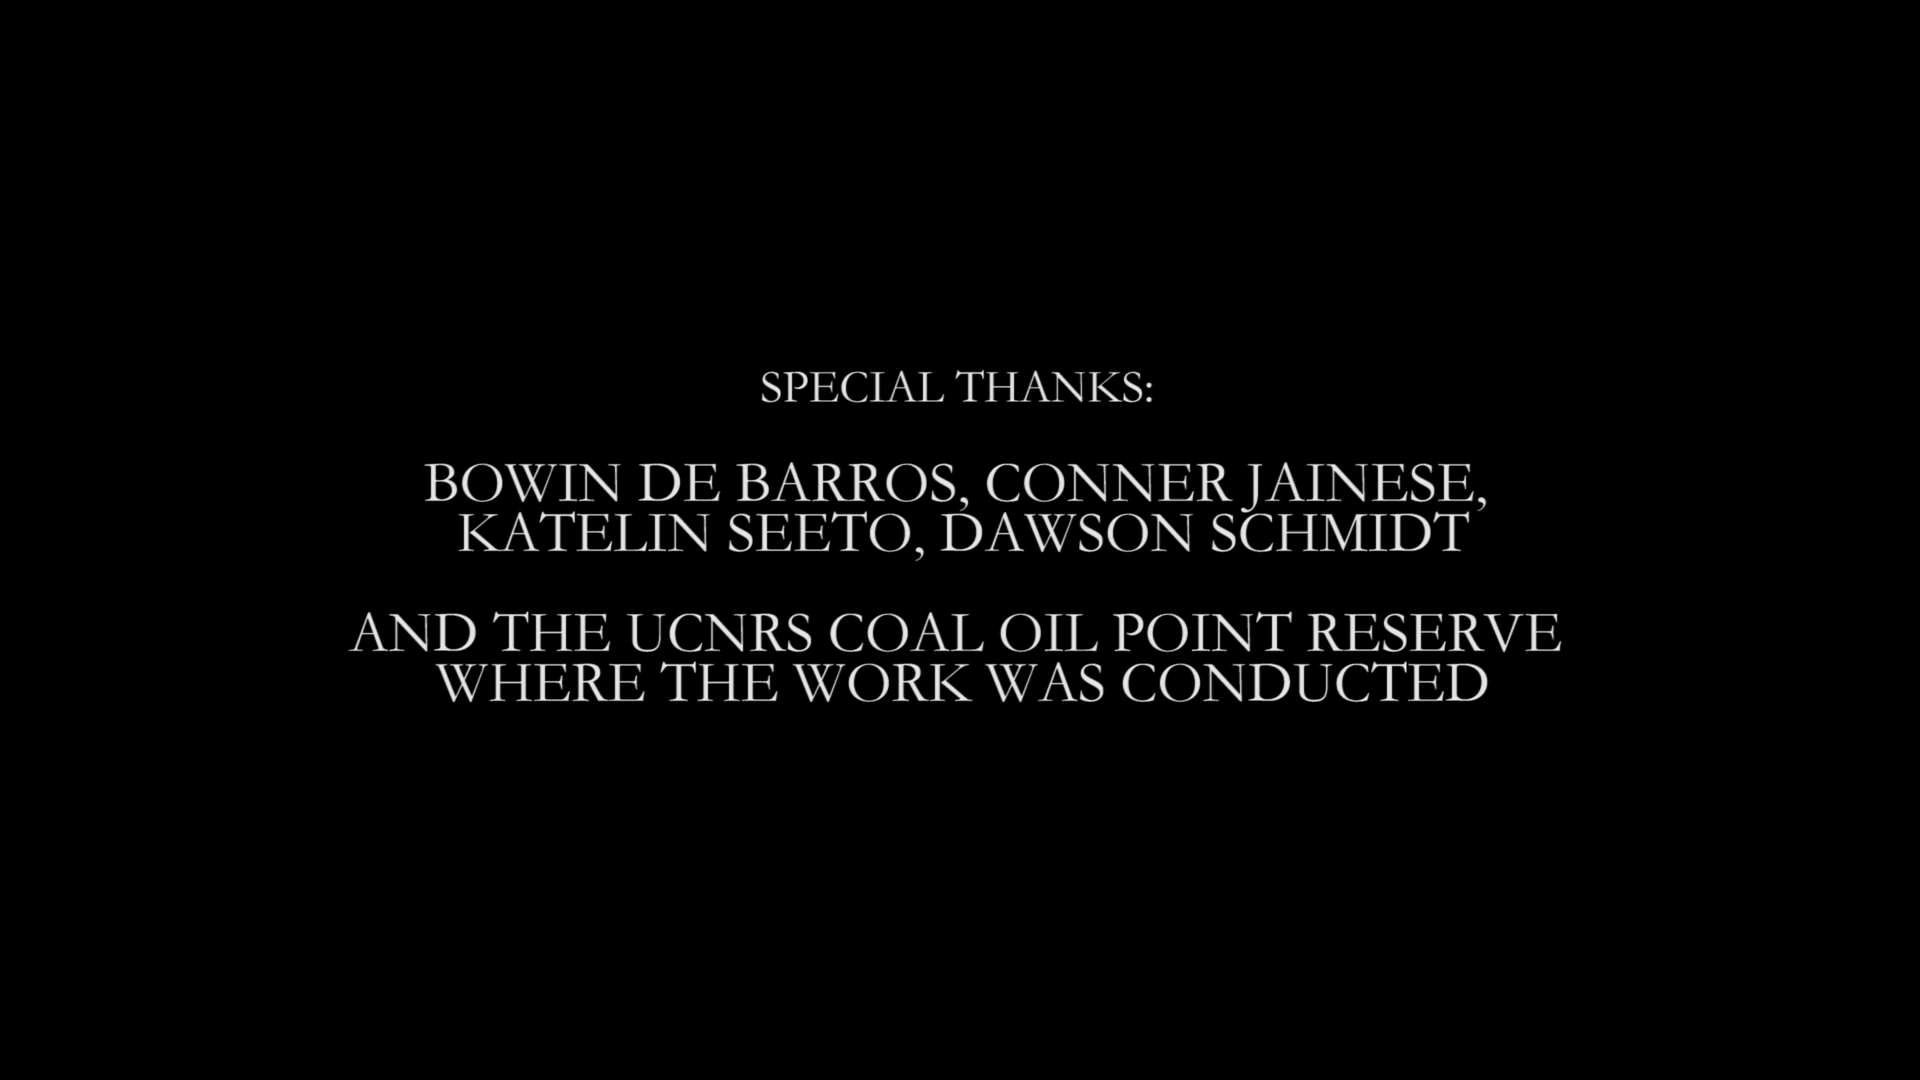 SPECIAL THANKS:
BOWIN DE BARROS, CONNER JAINESE,
KATELIN SEETO, DAWSON SCHMIDT
AND THE UCNRS COAL OIL POINT RESERVE
WHERE THE WORK WAS CONDUCTED